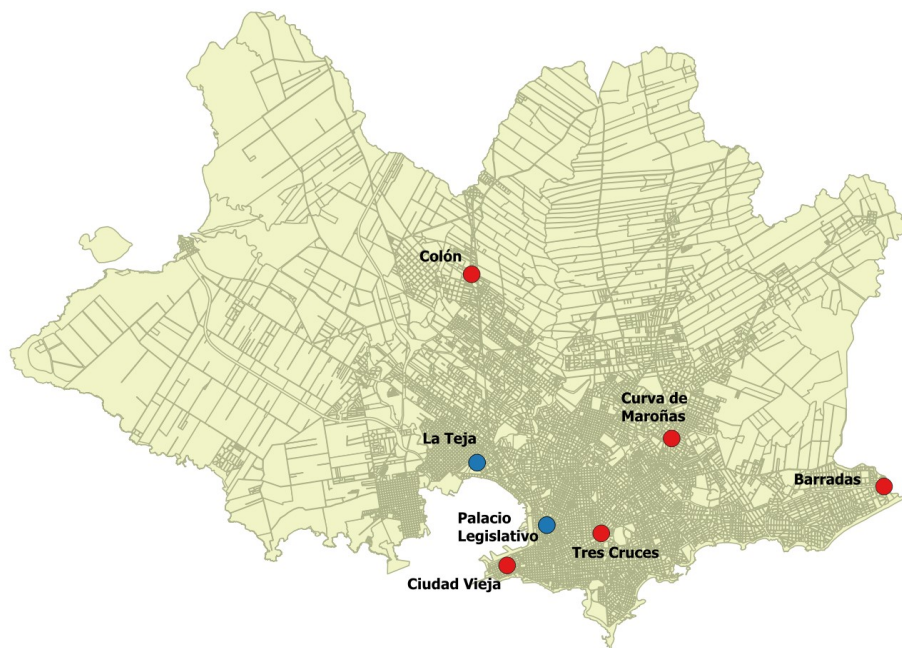 Colón
Curva de
Maroñas
La Teja
Barradas
Palacio
Legislativo
Tres Cruces
Ciudad Vieja